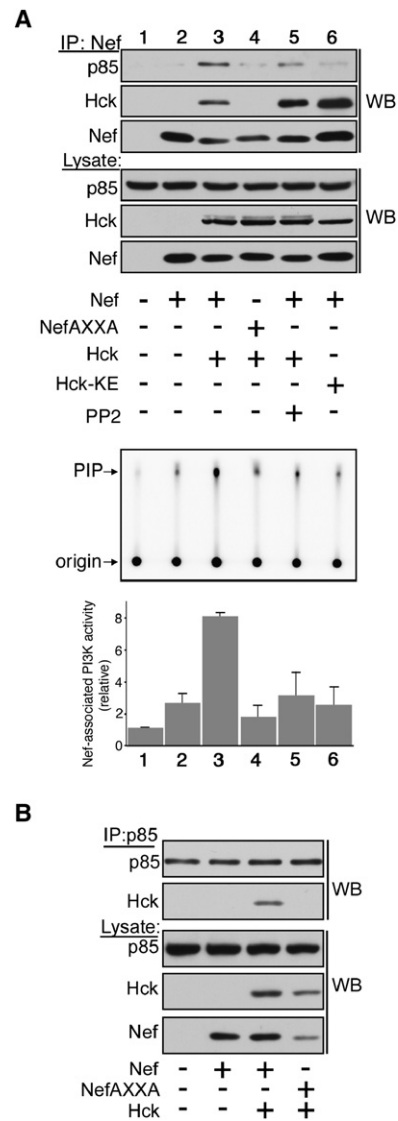 A
IP: Nef 1 2 3 4 5 6
p85
Hck WB
Nef
Lysate:
p85
Hck WB
Nef
Nef - + + - + +
NefAXXA - - - + - -
Hck - - + + + -
Hck-KE - - - - - +
PP2 - - - - + -
PIP→
origin→
Nef-associated PI3K activity
(relative)
8
6
4
2
0
1 2 3 4 5 6
B
IP:p85
p85
Hck WB
Lysate:
p85
Hck WB
Nef
Nef - + + -
NefAXXA - - - +
Hck - - + +